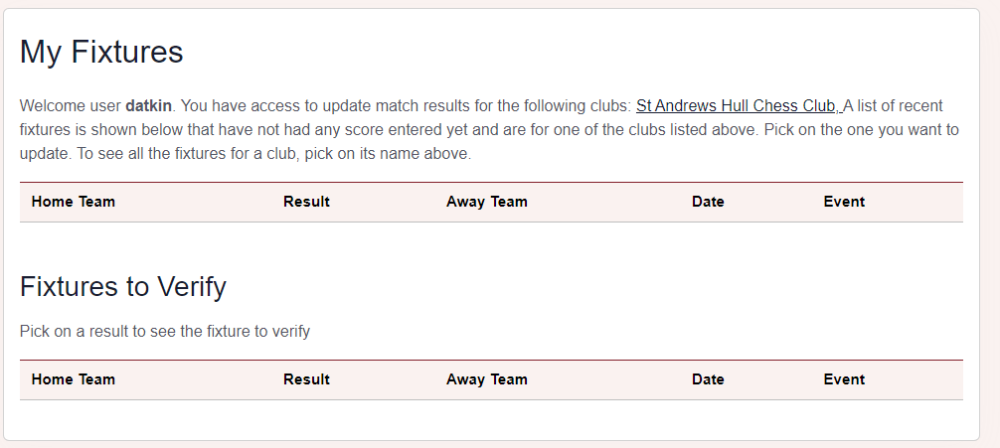 My Fixtures
Welcome user datkin. You have access to update match results for the following clubs: St Andrews Hull Chess Club, A list of recent
fixtures is shown below that have not had any score entered yet and are for one of the clubs listed above. Pick on the one you want to
update. To see all the fixtures for a club, pick on its name above.
Home Team Result Away Team Date Event
Fixtures to Verify
Pick on a result to see the fixture to verify
Home Team Result Away Team Date Event